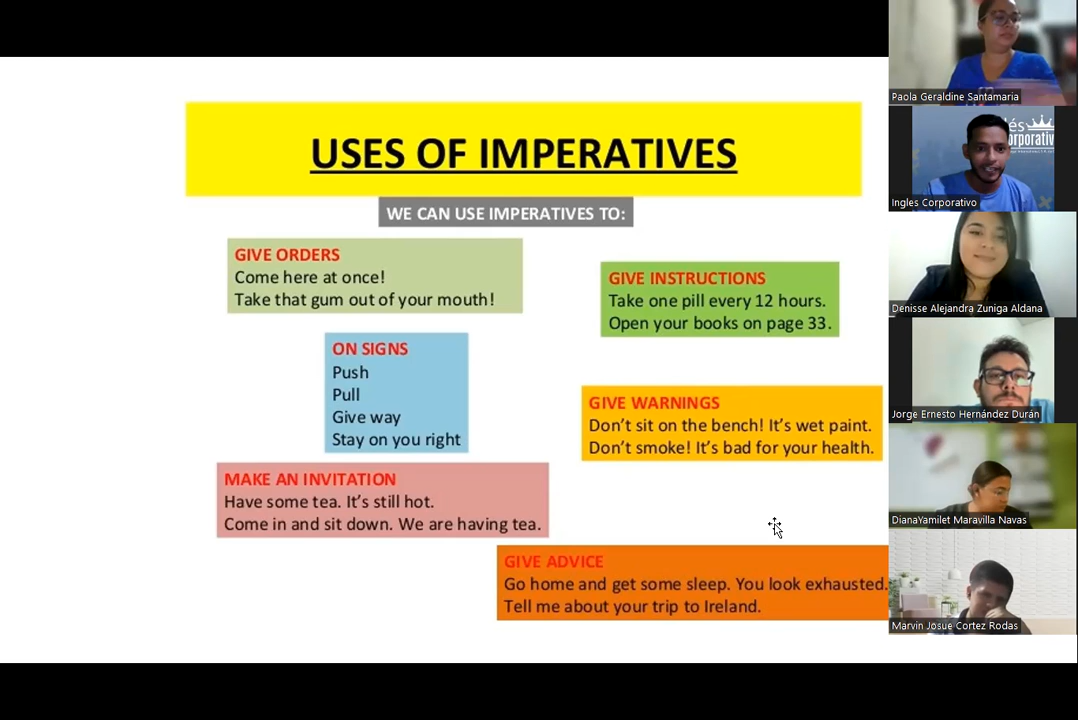 USES OF IMPERATIVES
WE CAN USE IMPERATIVES TO:
GIVE ORDERS
Come here at once!
Take that gum out of your mouth!
GIVE INSTRUCTIONS
Take one pill every 12 hours.
Open your books on page 33.
ON SIGNS
Push
Pull
Give way
Stay on you right
GIVE WARNINGS
Don't sit on the bench! It's wet paint.
Don't smoke! It's bad for your health.
MAKE AN INVITATION
Have some tea. It's still hot.
Come in and sit down. We are having tea.
GIVE ADVICE
Go home and get some sleep. You look exhausted.
Tell me about your trip to Ireland.
Paola Geraldine Santamaria
Ingles Corporativo
Denisse Alejandra Zuniga Aldana
Jorge Ernesto Hernández Durán
DianaYamilet Maravilla Navas
Marvin Josue Cortez Rodas